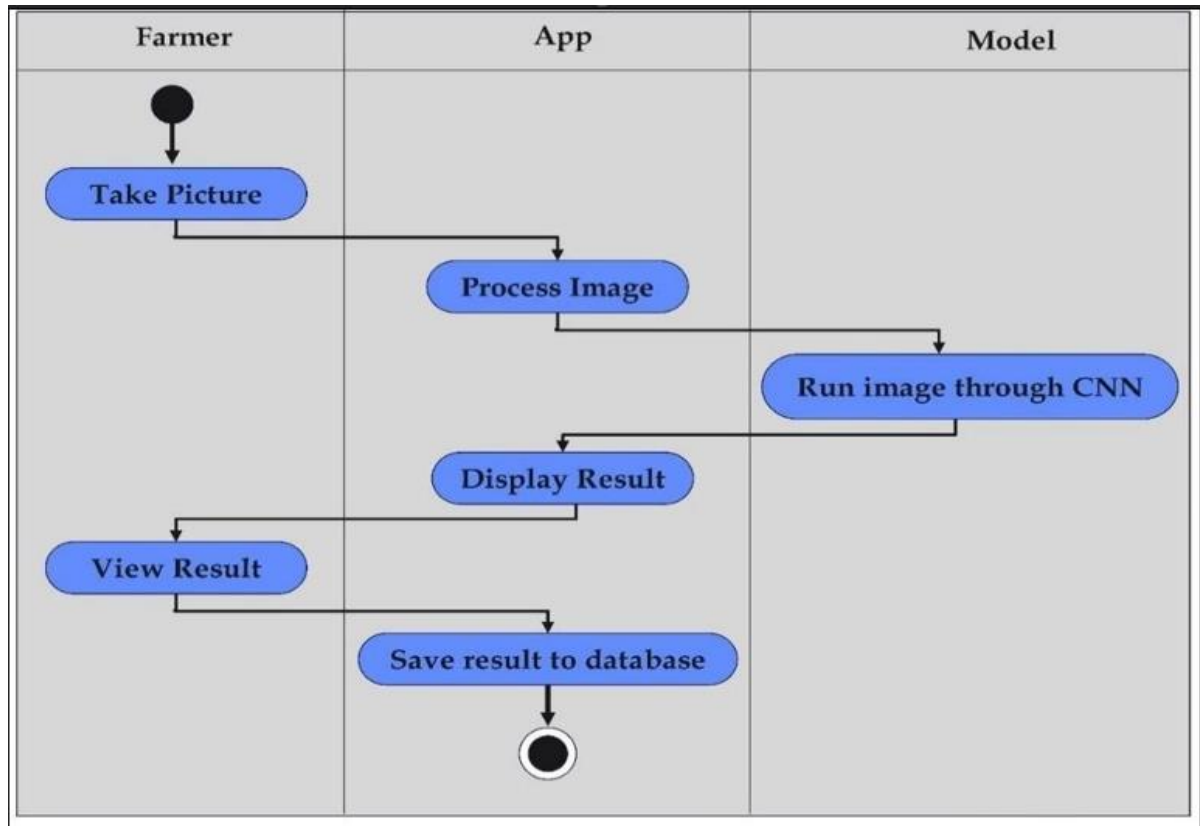 Farmer
App
Model
Take Picture
Process Image
Run image through CNN
Display Result
View Result
Save result to database